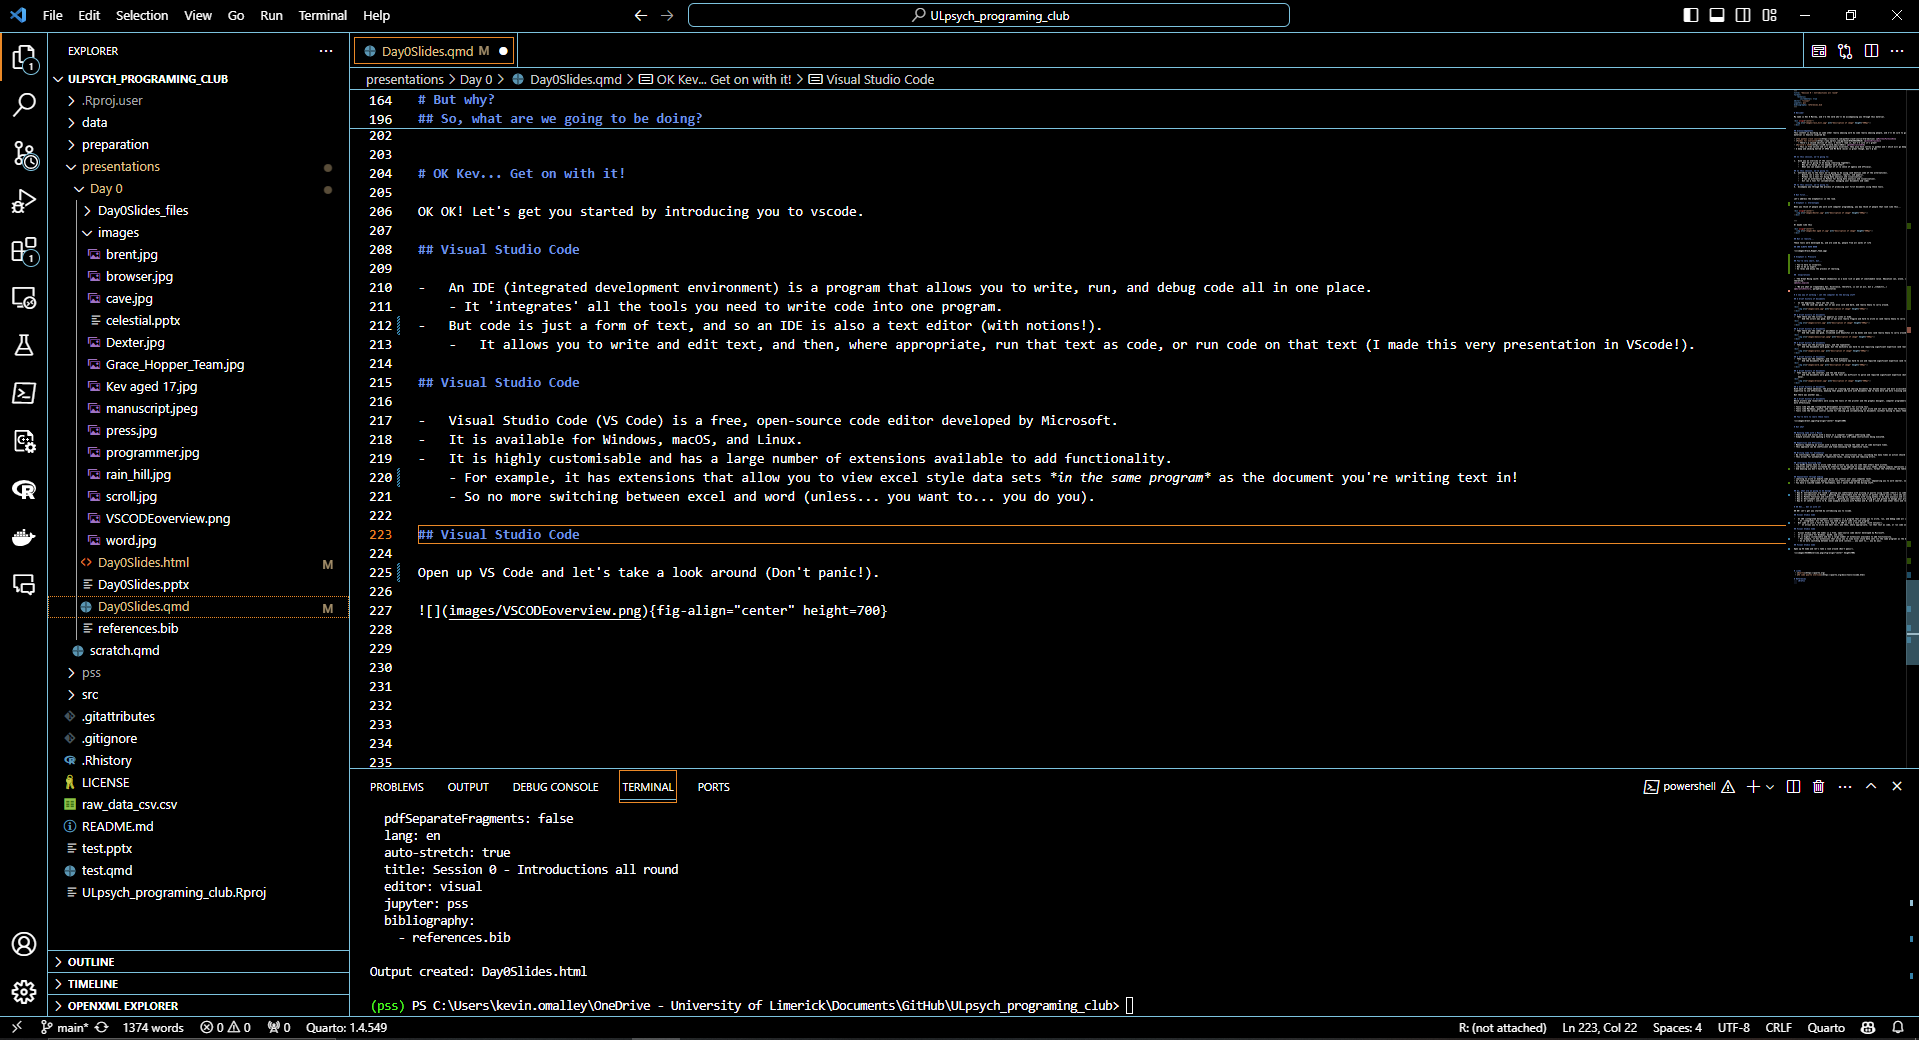 File Edit Selection View Go Run Terminal Help
ULpsych_programing_club
EXPLORER
ULPSYCH_PROGRAMING_CLUB
.Rproj.user
data
preparation
presentations
Day 0
Day0Slides_files
images
brent.jpg
browser.jpg
cave.jpg
celestial.pptx
Dexter.jpg
Grace_Hopper_Team.jpg
Kev aged 17.jpg
manuscript.jpeg
press.jpg
programmer.jpg
rain_hill.jpg
scroll.jpg
VSCODEoverview.png
word.jpg
Day0Slides.html M
Day0Slides.pptx
Day0Slides.qmd M
references.bib
scratch.qmd
pss
src
.gitattributes
.gitignore
.Rhistory
LICENSE
raw_data_csv.csv
README.md
test.pptx
test.qmd
ULpsych_programing_club.Rproj
OUTLINE
TIMELINE
OPENXML EXPLORER
Day0Slides.qmd M
presentations > Day 0 > Day0Slides.qmd > OK Kev... Get on with it! > Visual Studio Code
164 # But why?
196 ## So, what are we going to be doing?
202
203
204 # OK Kev... Get on with it!
205
206 OK OK! Let's get you started by introducing you to vscode.
207
208 ## Visual Studio Code
209
210 - An IDE (integrated development environment) is a program that allows you to write, run, and debug code all in one place.
211 - It 'integrates' all the tools you need to write code into one program.
212 - But code is just a form of text, and so an IDE is also a text editor (with notions!).
213 - It allows you to write and edit text, and then, where appropriate, run that text as code, or run code on that text (I made this very presentation in VScode!).
214
215 ## Visual Studio Code
216
217 - Visual Studio Code (VS Code) is a free, open-source code editor developed by Microsoft.
218 - It is available for Windows, macOS, and Linux.
219 - It is highly customisable and has a large number of extensions available to add functionality.
220 - For example, it has extensions that allow you to view excel style data sets *in the same program* as the document you're writing text in!
221 - So no more switching between excel and word (unless... you want to... you do you).
222
223 ## Visual Studio Code
224
225 Open up VS Code and let's take a look around (Don't panic!).
226
227 ![](images/VSCODEoverview.png){fig-align="center" height=700}
228
229
230
231
232
233
234
235
PROBLEMS OUTPUT DEBUG CONSOLE TERMINAL PORTS
powershell
pdfSeparateFragments: false
lang: en
auto-stretch: true
title: Session 0 - Introductions all round
editor: visual
jupyter: pss
bibliography:
- references.bib
Output created: Day0Slides.html
(pss) PS C:\Users\kevin.omalley\OneDrive - University of Limerick\Documents\GitHub\ULpsych_programing_club>
main* 1374 words 0 0 0 Quarto: 1.4.549
R: (not attached) Ln 223, Col 22 Spaces: 4 UTF-8 CRLF Quarto